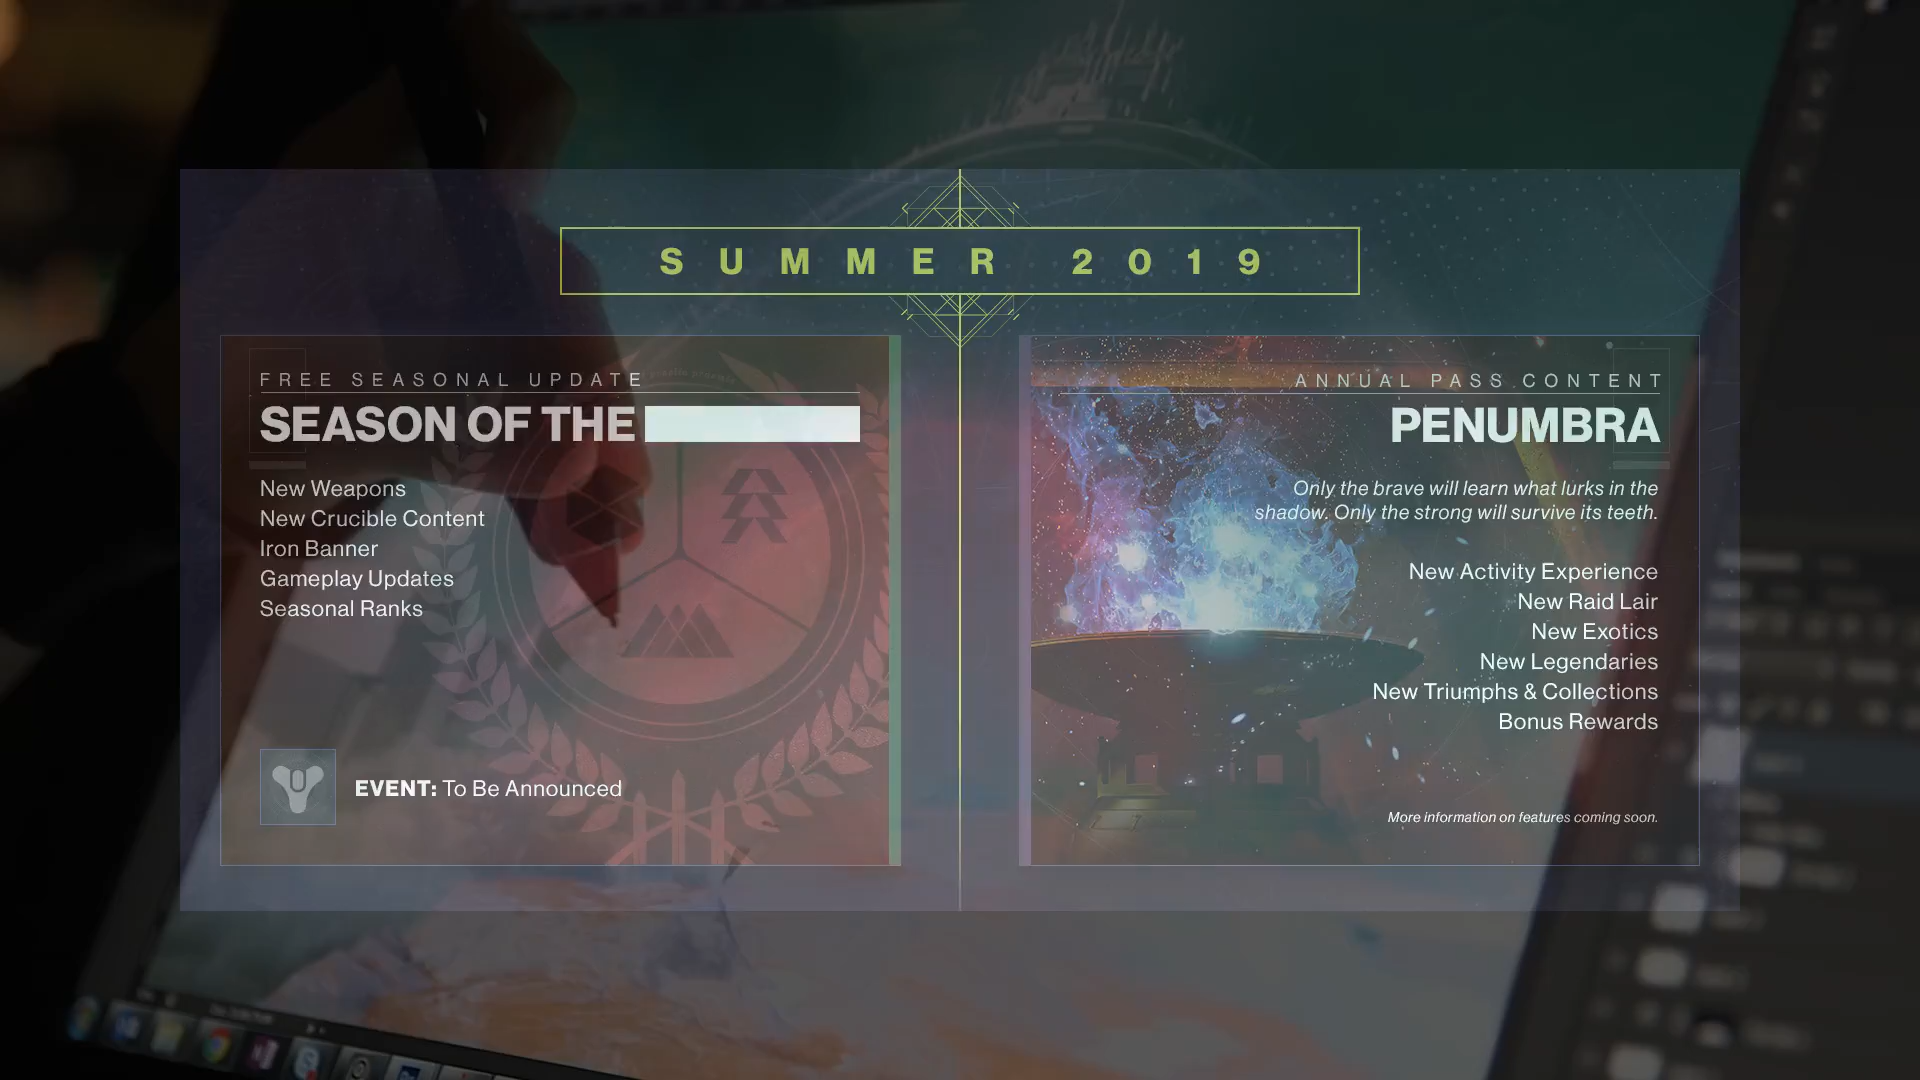 SUMMER 2019
FREE SEASONAL UPDATE
SEASON OF THE
New Weapons
New Crucible Content
Iron Banner
Gameplay Updates
Seasonal Ranks
EVENT: To Be Announced
ANNUAL PASS CONTENT
PENUMBRA
Only the brave will learn what lurks in the
shadow. Only the strong will survive its teeth.
New Activity Experience
New Raid Lair
New Exotics
New Legendaries
New Triumphs & Collections
Bonus Rewards
More information on features coming soon.